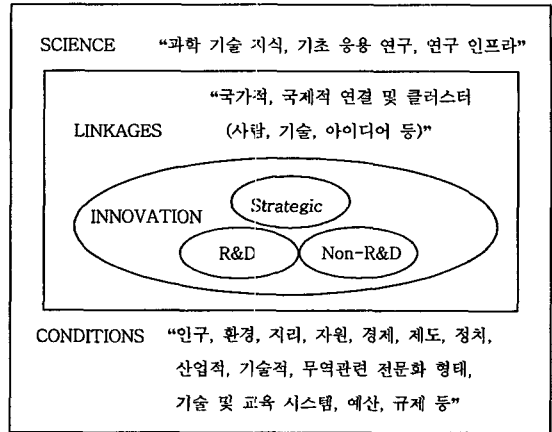 SCIENCE “과학 기술 지식, 기초 응용 연구, 연구 인프라”
“국가적, 국제적 연결 및 클러스터
LINKAGES (사람, 기술, 아이디어 등)”
INNOVATION
Strategic
R&D Non-R&D
CONDITIONS “인구, 환경, 지리, 자원, 경제, 제도, 정치,
산업적, 기술적, 무역관련 전문화 형태,
기술 및 교육 시스템, 예산, 규제 등”